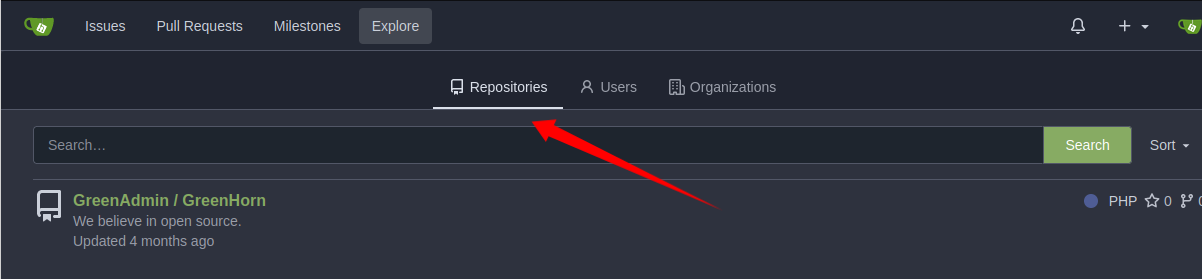 Issues Pull Requests Milestones Explore
Repositories Users Organizations
Search... Search Sort
GreenAdmin / GreenHorn PHP 0 0
We believe in open source.
Updated 4 months ago